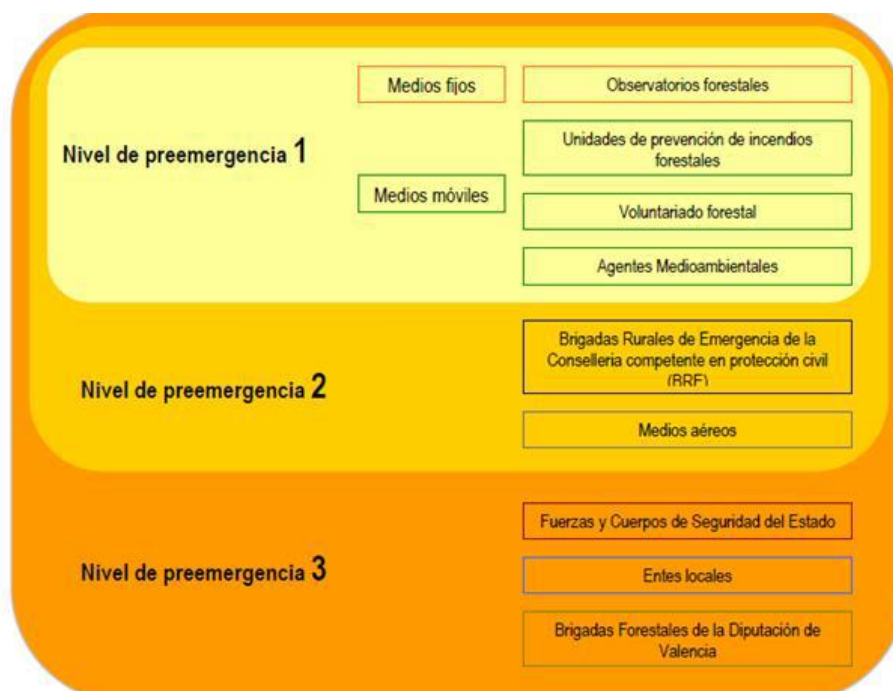 Medios fijos
Observatorios forestales
Nivel de preemergencia 1
Unidades de prevención de incendios
forestales
Medios móviles
Voluntariado forestal
Agentes Medioambientales
Nivel de preemergencia 2
Brigadas Rurales de Emergencia de la
Conselleria competente en protección civil
(BRE)
Medios aéreos
Nivel de preemergencia 3
Fuerzas y Cuerpos de Seguridad del Estado
Entes locales
Brigadas Forestales de la Diputación de
Valencia